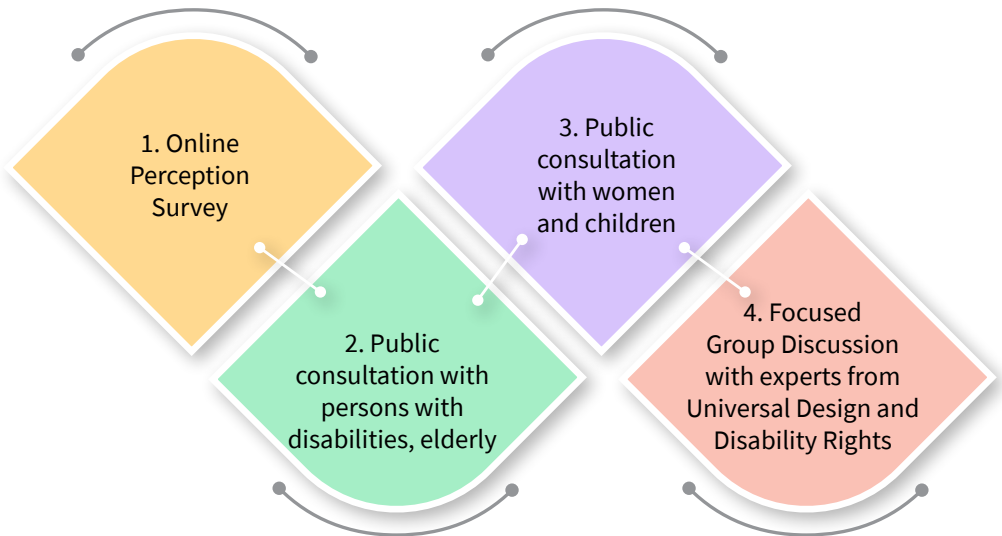 1. Online
Perception
Survey
2. Public
consultation with
persons with
disabilities, elderly
3. Public
consultation
with women
and children
4. Focused
Group Discussion
with experts from
Universal Design and
Disability Rights